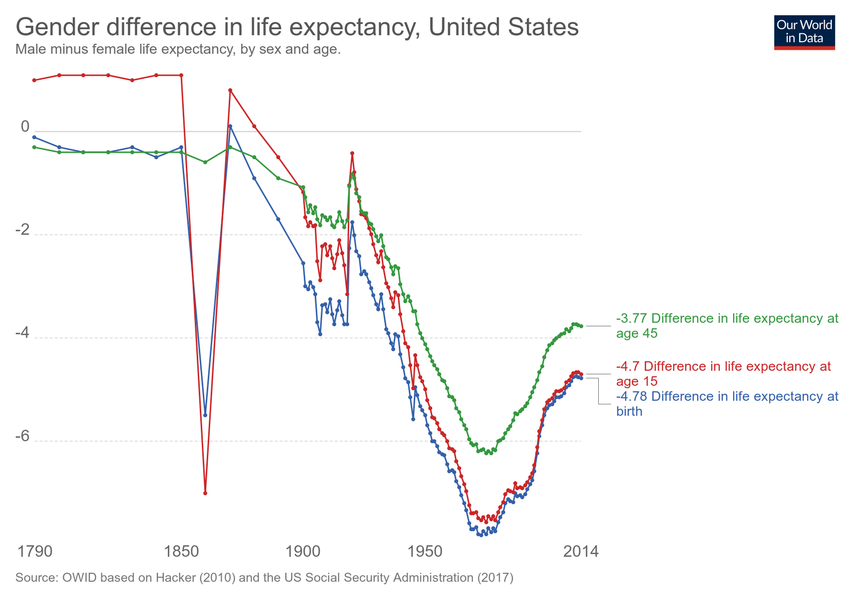 Gender difference in life expectancy, United States
Male minus female life expectancy, by sex and age.
Our World
in Data
0
-2
-4
-6
-3.77 Difference in life expectancy at
age 45
-4.7 Difference in life expectancy at
age 15
-4.78 Difference in life expectancy at
birth
1790
1850
1900
1950
2014
Source: OWID based on Hacker (2010) and the US Social Security Administration (2017)